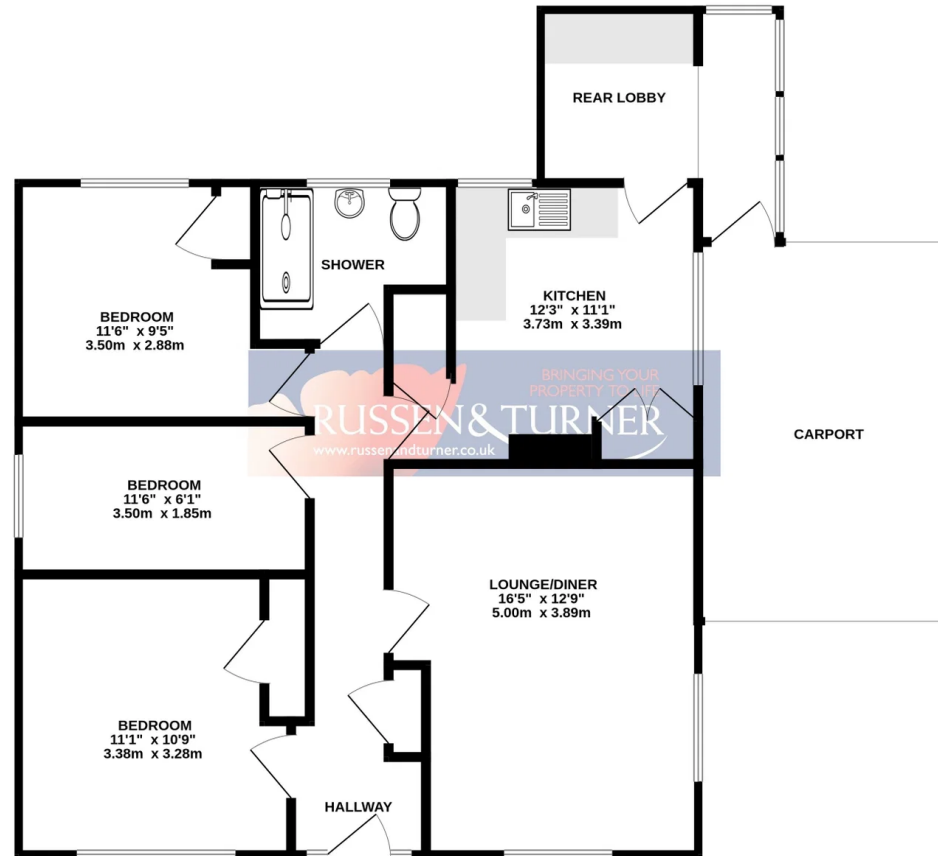 REAR LOBBY
SHOWER
KITCHEN
12'3" x 11'1"
3.73m x 3.39m
BEDROOM
11'6" x 9'5"
3.50m x 2.88m
BRINGING YOUR
PROPERTY TO LIFE
RUSSEN & TURNER
www.russenandturner.co.uk
CARPORT
BEDROOM
11'6" x 6'1"
3.50m x 1.85m
LOUNGE/DINER
16'5" x 12'9"
5.00m x 3.89m
BEDROOM
11'1" x 10'9"
3.38m x 3.28m
HALLWAY